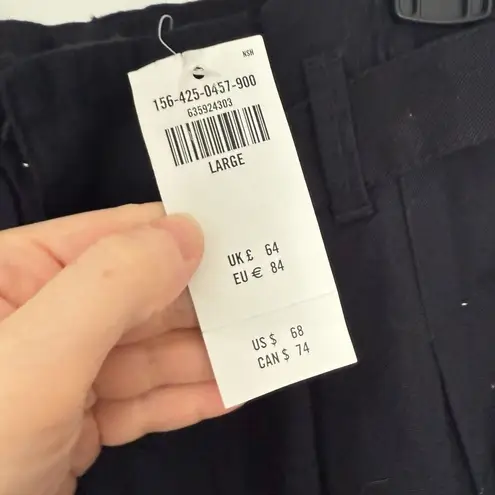 NSH
156-425-0457-900
635924303
LARGE
UK £ 64
EU € 84
US $ 68
CAN $ 74